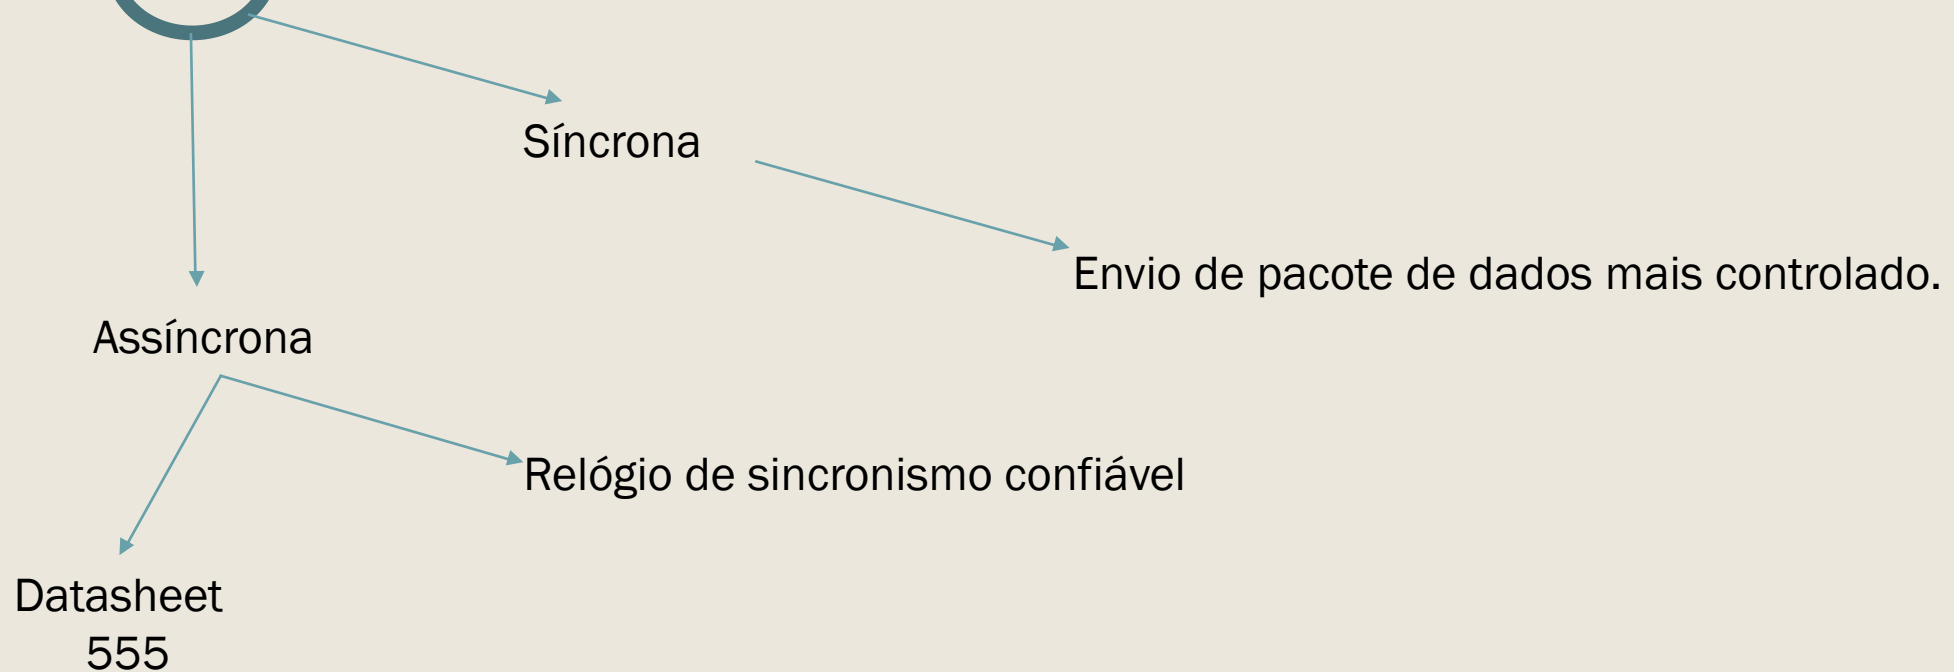 Síncrona
Envio de pacote de dados mais controlado.
Assíncrona
Relógio de sincronismo confiável
Datasheet
555